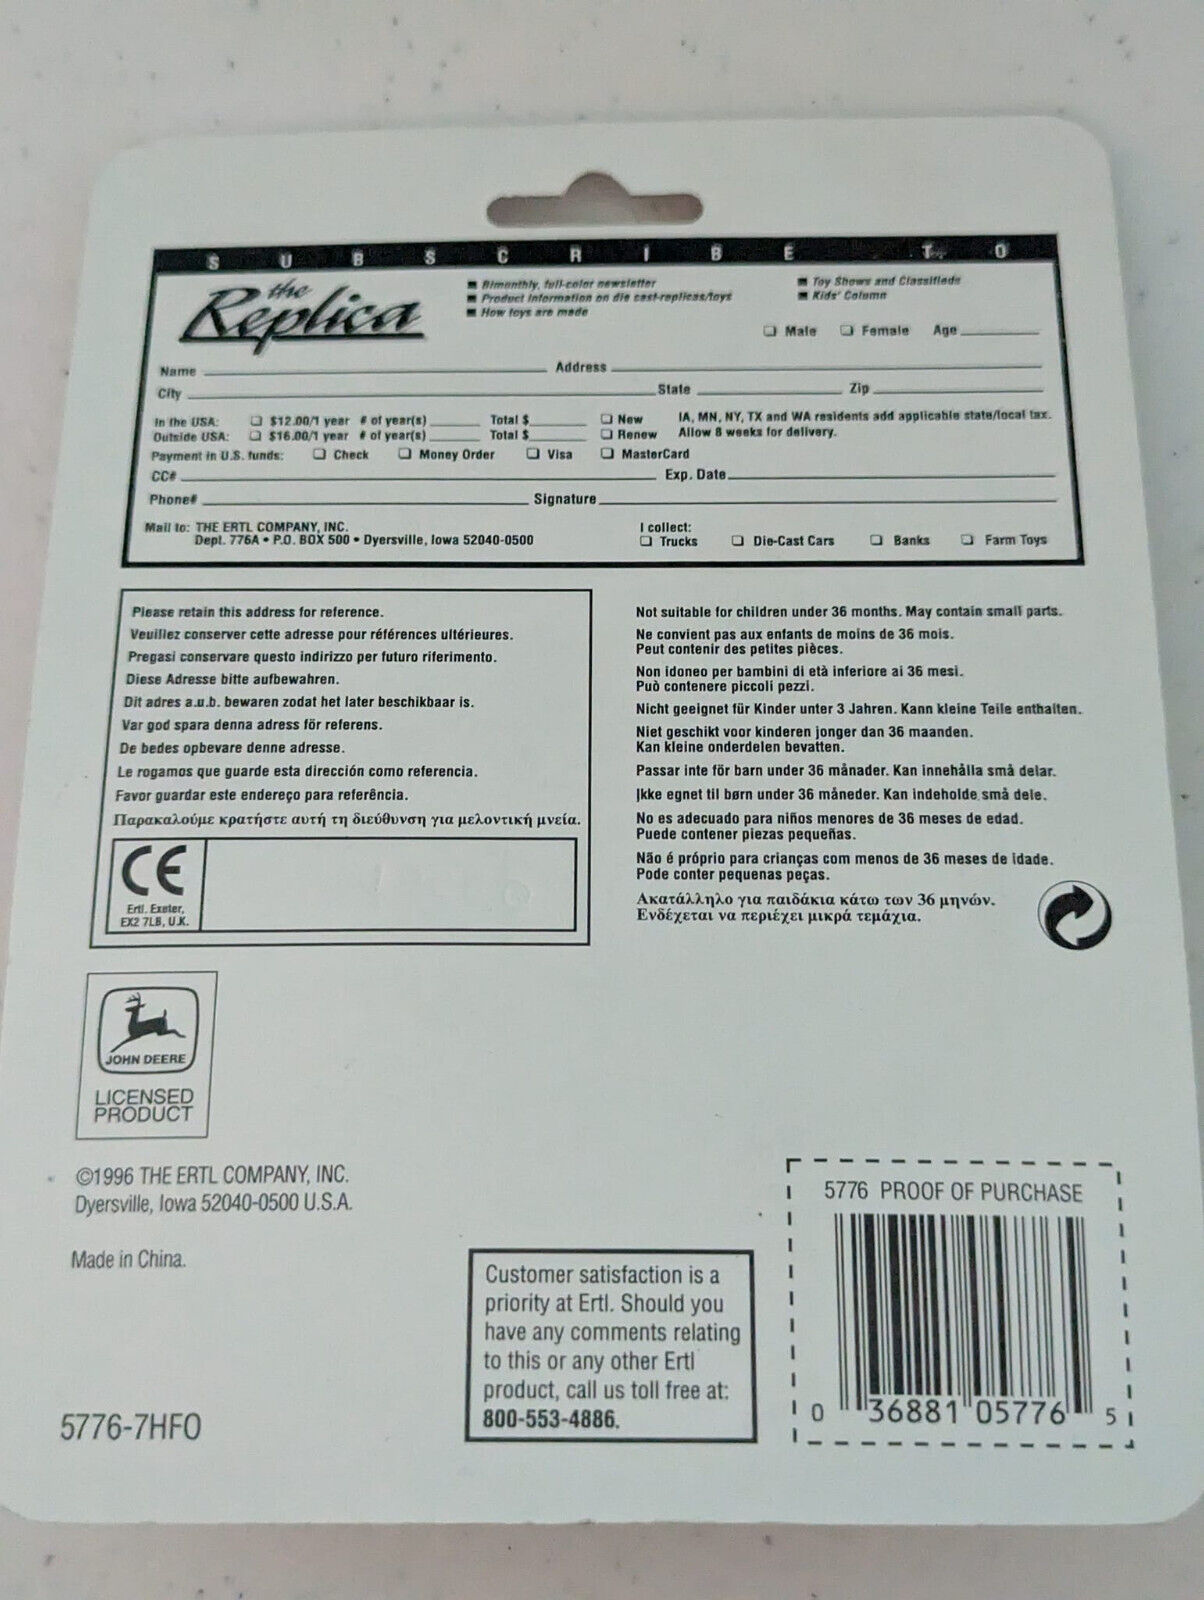 SUBSCRIBE TO
the
Replica
Bimonthly, full-color newsletter
Product information on die cast-replicas/toys
How toys are made
Toy Shows and Classifieds
Kids' Column
Male Female Age
Name Address
City State Zip
In the USA: $12.00/1 year # of year(s) Total $ New
Outside USA: $16.00/1 year # of year(s) Total $ Renew
IA, MN, NY, TX and WA residents add applicable state/local tax.
Allow 8 weeks for delivery.
Payment in U.S. funds: Check Money Order Visa MasterCard
CC# Exp. Date
Phone# Signature
Mail to: THE ERTL COMPANY, INC.
Dept. 776A • P.O. BOX 500 • Dyersville, Iowa 52040-0500
I collect:
Trucks Die-Cast Cars Banks Farm Toys
Please retain this address for reference.
Veuillez conserver cette adresse pour références ultérieures.
Pregasi conservare questo indirizzo per futuro riferimento.
Diese Adresse bitte aufbewahren.
Dit adres a.u.b. bewaren zodat het later beschikbaar is.
Var god spara denna adress för referens.
De bedes opbevare denne adresse.
Le rogamos que guarde esta dirección como referencia.
Favor guardar este endereço para referência.
Παρακαλούμε κρατήστε αυτή τη διεύθυνση για μελοντική μνεία.
CE
Ertl. Exeter,
EX2 7LB, U.K.
Not suitable for children under 36 months. May contain small parts.
Ne convient pas aux enfants de moins de 36 mois.
Peut contenir des petites pièces.
Non idoneo per bambini di età inferiore ai 36 mesi.
Può contenere piccoli pezzi.
Nicht geeignet für Kinder unter 3 Jahren. Kann kleine Teile enthalten.
Niet geschikt voor kinderen jonger dan 36 maanden.
Kan kleine onderdelen bevatten.
Passar inte för barn under 36 månader. Kan innehålla små delar.
Ikke egnet til børn under 36 måneder. Kan indeholde små dele.
No es adecuado para niños menores de 36 meses de edad.
Puede contener piezas pequeñas.
Não é próprio para crianças com menos de 36 meses de idade.
Pode conter pequenas peças.
Ακατάλληλο για παιδάκια κάτω των 36 μηνών.
Ενδέχεται να περιέχει μικρά τεμάχια.
JOHN DEERE
LICENSED
PRODUCT
©1996 THE ERTL COMPANY, INC.
Dyersville, Iowa 52040-0500 U.S.A.
Made in China.
5776-7HFO
Customer satisfaction is a
priority at Ertl. Should you
have any comments relating
to this or any other Ertl
product, call us toll free at:
800-553-4886.
5776 PROOF OF PURCHASE
0 36881 05776 5